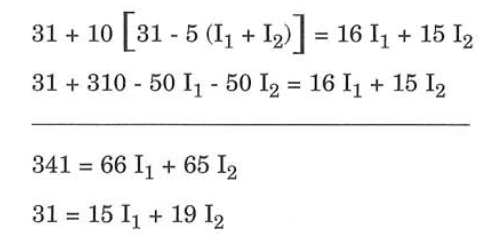 31 + 10 [31 - 5 (I₁ + I₂)] = 16 I₁ + 15 I₂
31 + 310 - 50 I₁ - 50 I₂ = 16 I₁ + 15 I₂
341 = 66 I₁ + 65 I₂
31 = 15 I₁ + 19 I₂